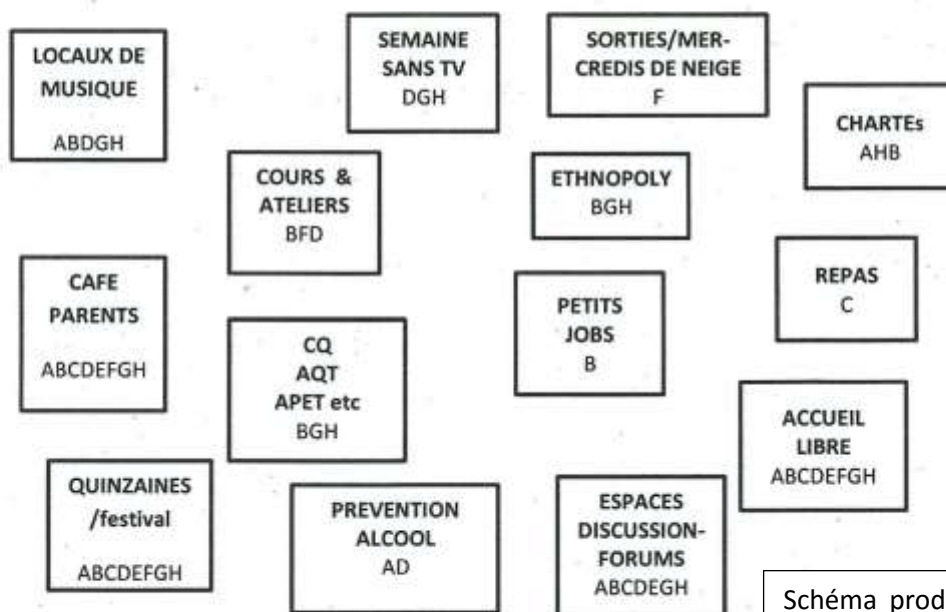 LOCAUX DE
MUSIQUE
ABDGH
SEMAINE
SANS TV
DGH
SORTIES/MER-
CREDIS DE NEIGE
F
CHARTEs
AHB
COURS &
ATELIERS
BFD
ETHNOPOLY
BGH
CAFE
PARENTS
ABCDEFGH
CQ
AQT
APET etc
BGH
PETITS
JOBS
B
REPAS
C
ACCUEIL
LIBRE
ABCDEFGH
QUINZAINES
/festival
ABCDEFGH
PREVENTION
ALCOOL
AD
ESPACES
DISCUSSION-
FORUMS
ABCDEGH
Schéma prod